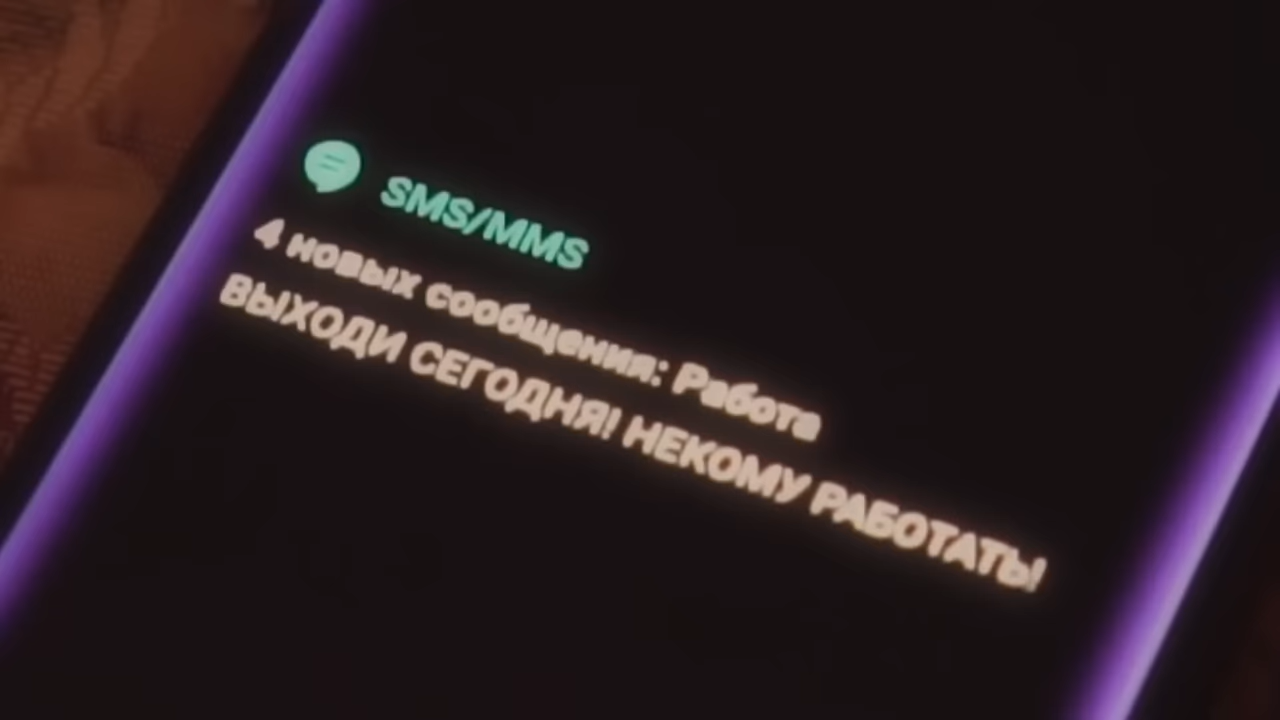 SMS/MMS
4 новых сообщения: Работа
ВЫХОДИ СЕГОДНЯ! НЕКОМУ РАБОТАТЬ!